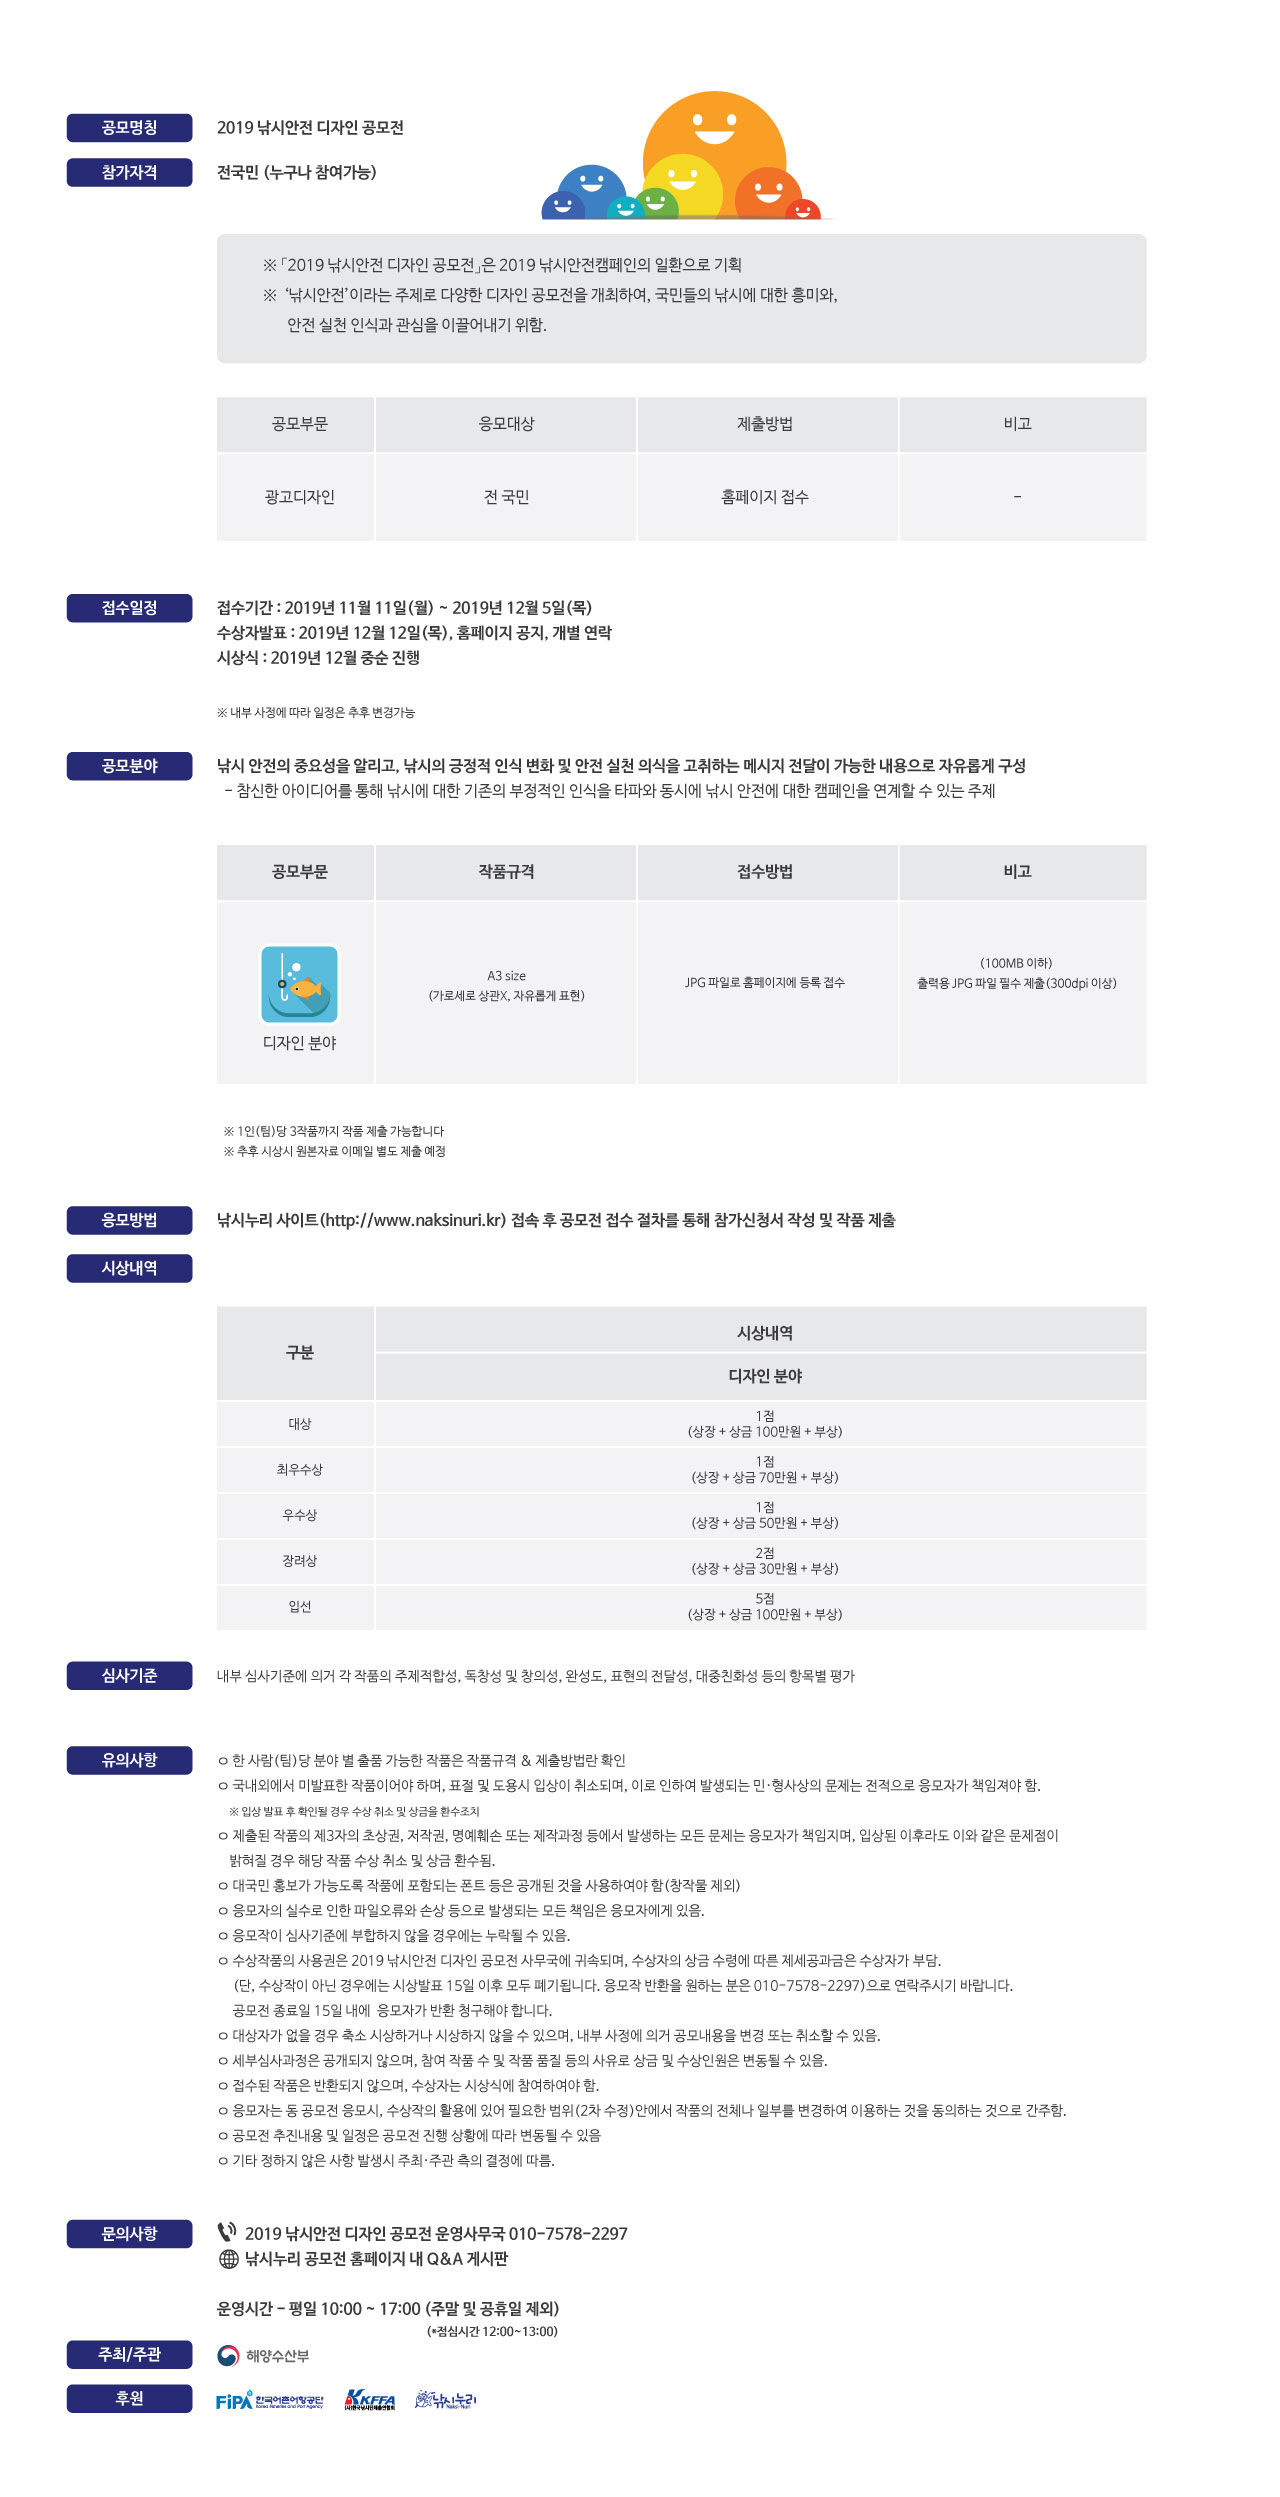 공모명칭
2019 낚시안전 디자인 공모전
참가자격
전국민 (누구나 참여가능)
※「2019 낚시안전 디자인 공모전」은 2019 낚시안전캠페인의 일환으로 기획
※ ‘낚시안전’이라는 주제로 다양한 디자인 공모전을 개최하여, 국민들의 낚시에 대한 흥미와,
안전 실천 인식과 관심을 이끌어내기 위함.
공모부문 응모대상 제출방법 비고
광고디자인 전 국민 홈페이지 접수 -
접수일정
접수기간 : 2019년 11월 11일(월) ~ 2019년 12월 5일(목)
수상자발표 : 2019년 12월 12일(목), 홈페이지 공지, 개별 연락
시상식 : 2019년 12월 중순 진행
※ 내부 사정에 따라 일정은 추후 변경가능
공모분야
낚시 안전의 중요성을 알리고, 낚시의 긍정적 인식 변화 및 안전 실천 의식을 고취하는 메시지 전달이 가능한 내용으로 자유롭게 구성
- 참신한 아이디어를 통해 낚시에 대한 기존의 부정적인 인식을 타파와 동시에 낚시 안전에 대한 캠페인을 연계할 수 있는 주제
공모부문 작품규격 접수방법 비고
디자인 분야
A3 size
(가로세로 상관X, 자유롭게 표현)
JPG 파일로 홈페이지에 등록 접수
(100MB 이하)
출력용 JPG 파일 필수 제출(300dpi 이상)
※ 1인(팀)당 3작품까지 작품 제출 가능합니다
※ 추후 시상시 원본자료 이메일 별도 제출 예정
응모방법
낚시누리 사이트(http://www.naksinuri.kr) 접속 후 공모전 접수 절차를 통해 참가신청서 작성 및 작품 제출
시상내역
구분
시상내역
디자인 분야
대상
1점
(상장 + 상금 100만원 + 부상)
최우수상
1점
(상장 + 상금 70만원 + 부상)
우수상
1점
(상장 + 상금 50만원 + 부상)
장려상
2점
(상장 + 상금 30만원 + 부상)
입선
5점
(상장 + 상금 100만원 + 부상)
심사기준
내부 심사기준에 의거 각 작품의 주제적합성, 독창성 및 창의성, 완성도, 표현의 전달성, 대중친화성 등의 항목별 평가
유의사항
ㅇ 한 사람(팀)당 분야 별 출품 가능한 작품은 작품규격 & 제출방법란 확인
ㅇ 국내외에서 미발표한 작품이어야 하며, 표절 및 도용시 입상이 취소되며, 이로 인하여 발생되는 민·형사상의 문제는 전적으로 응모자가 책임져야 함.
※ 입상 발표 후 확인될 경우 수상 취소 및 상금을 환수조치
ㅇ 제출된 작품의 제3자의 초상권, 저작권, 명예훼손 또는 제작과정 등에서 발생하는 모든 문제는 응모자가 책임지며, 입상된 이후라도 이와 같은 문제점이
밝혀질 경우 해당 작품 수상 취소 및 상금 환수됨.
ㅇ 대국민 홍보가 가능도록 작품에 포함되는 폰트 등은 공개된 것을 사용하여야 함(창작물 제외)
ㅇ 응모자의 실수로 인한 파일오류와 손상 등으로 발생되는 모든 책임은 응모자에게 있음.
ㅇ 응모작이 심사기준에 부합하지 않을 경우에는 누락될 수 있음.
ㅇ 수상작품의 사용권은 2019 낚시안전 디자인 공모전 사무국에 귀속되며, 수상자의 상금 수령에 따른 제세공과금은 수상자가 부담.
(단, 수상작이 아닌 경우에는 시상발표 15일 이후 모두 폐기됩니다. 응모작 반환을 원하는 분은 010-7578-2297)으로 연락주시기 바랍니다.
공모전 종료일 15일 내에 응모자가 반환 청구해야 합니다.
ㅇ 대상자가 없을 경우 축소 시상하거나 시상하지 않을 수 있으며, 내부 사정에 의거 공모내용을 변경 또는 취소할 수 있음.
ㅇ 세부심사과정은 공개되지 않으며, 참여 작품 수 및 작품 품질 등의 사유로 상금 및 수상인원은 변동될 수 있음.
ㅇ 접수된 작품은 반환되지 않으며, 수상자는 시상식에 참여하여야 함.
ㅇ 응모자는 동 공모전 응모시, 수상작의 활용에 있어 필요한 범위(2차 수정)안에서 작품의 전체나 일부를 변경하여 이용하는 것을 동의하는 것으로 간주함.
ㅇ 공모전 추진내용 및 일정은 공모전 진행 상황에 따라 변동될 수 있음
ㅇ 기타 정하지 않은 사항 발생시 주최·주관 측의 결정에 따름.
문의사항
2019 낚시안전 디자인 공모전 운영사무국 010-7578-2297
낚시누리 공모전 홈페이지 내 Q&A 게시판
운영시간 - 평일 10:00 ~ 17:00 (주말 및 공휴일 제외)
(*점심시간 12:00~13:00)
주최/주관
해양수산부
후원
FiPA 한국어촌어항공단
Korea Fisheries and Port Agency
KKFFA
(사)한국낚시단체총연합회
낚시누리
Naksi-Nuri